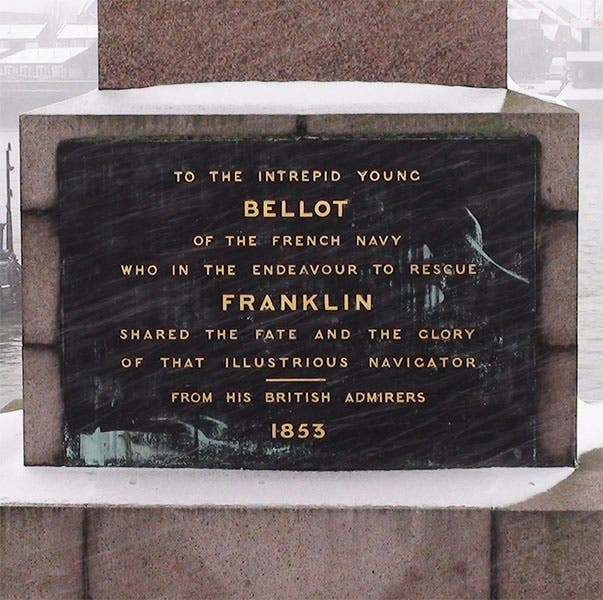 TO THE INTREPID YOUNG
BELLOT
OF THE FRENCH NAVY
WHO IN THE ENDEAVOUR TO RESCUE
FRANKLIN
SHARED THE FATE AND THE GLORY
OF THAT ILLUSTRIOUS NAVIGATOR
FROM HIS BRITISH ADMIRERS
1853